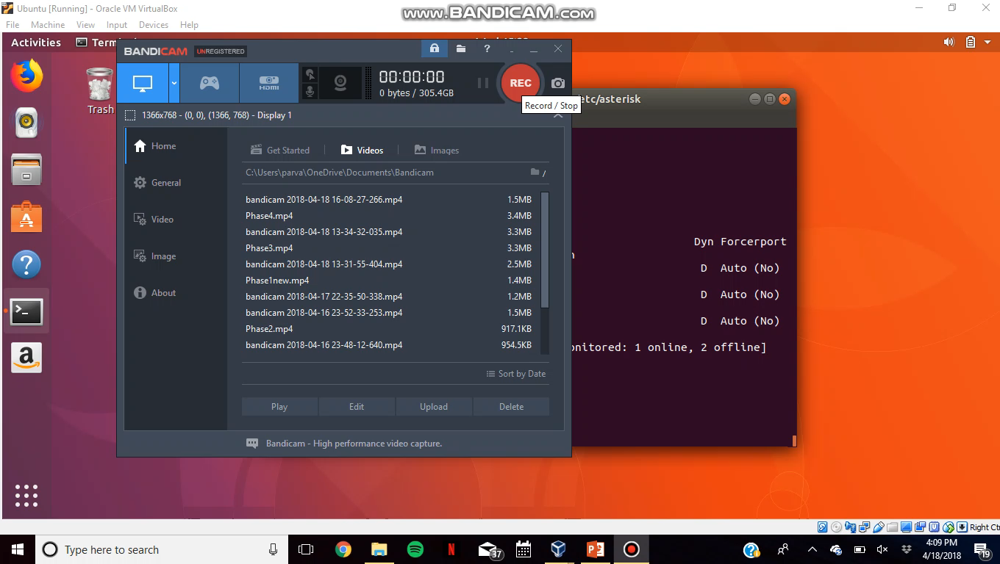 Ubuntu [Running] - Oracle VM VirtualBox
www.BANDICAM.com
File Machine View Input Devices Help
Activities
BANDICAM UNREGISTERED
?
HDMI
00:00:00
0 bytes / 305.4GB
REC
Record / Stop
etc/asterisk
Trash
1366x768 - (0, 0), (1366, 768) - Display 1
Home
General
Video
Image
About
Get Started
Videos
Images
C:\Users\parva\OneDrive\Documents\Bandicam
/
bandicam 2018-04-18 16-08-27-266.mp4 1.5MB
Phase4.mp4 3.4MB
bandicam 2018-04-18 13-34-32-035.mp4 3.3MB
Phase3.mp4 3.3MB
bandicam 2018-04-18 13-31-55-404.mp4 2.5MB
Phase1new.mp4 1.4MB
bandicam 2018-04-17 22-35-50-338.mp4 1.2MB
bandicam 2018-04-16 23-52-33-253.mp4 1.5MB
Phase2.mp4 917.1KB
bandicam 2018-04-16 23-48-12-640.mp4 954.5KB
Sort by Date
Play Edit Upload Delete
Bandicam - High performance video capture.
Dyn Forcerport
D Auto (No)
D Auto (No)
D Auto (No)
onitored: 1 online, 2 offline]
Right Ctr
Type here to search
37
4:09 PM
4/18/2018
19